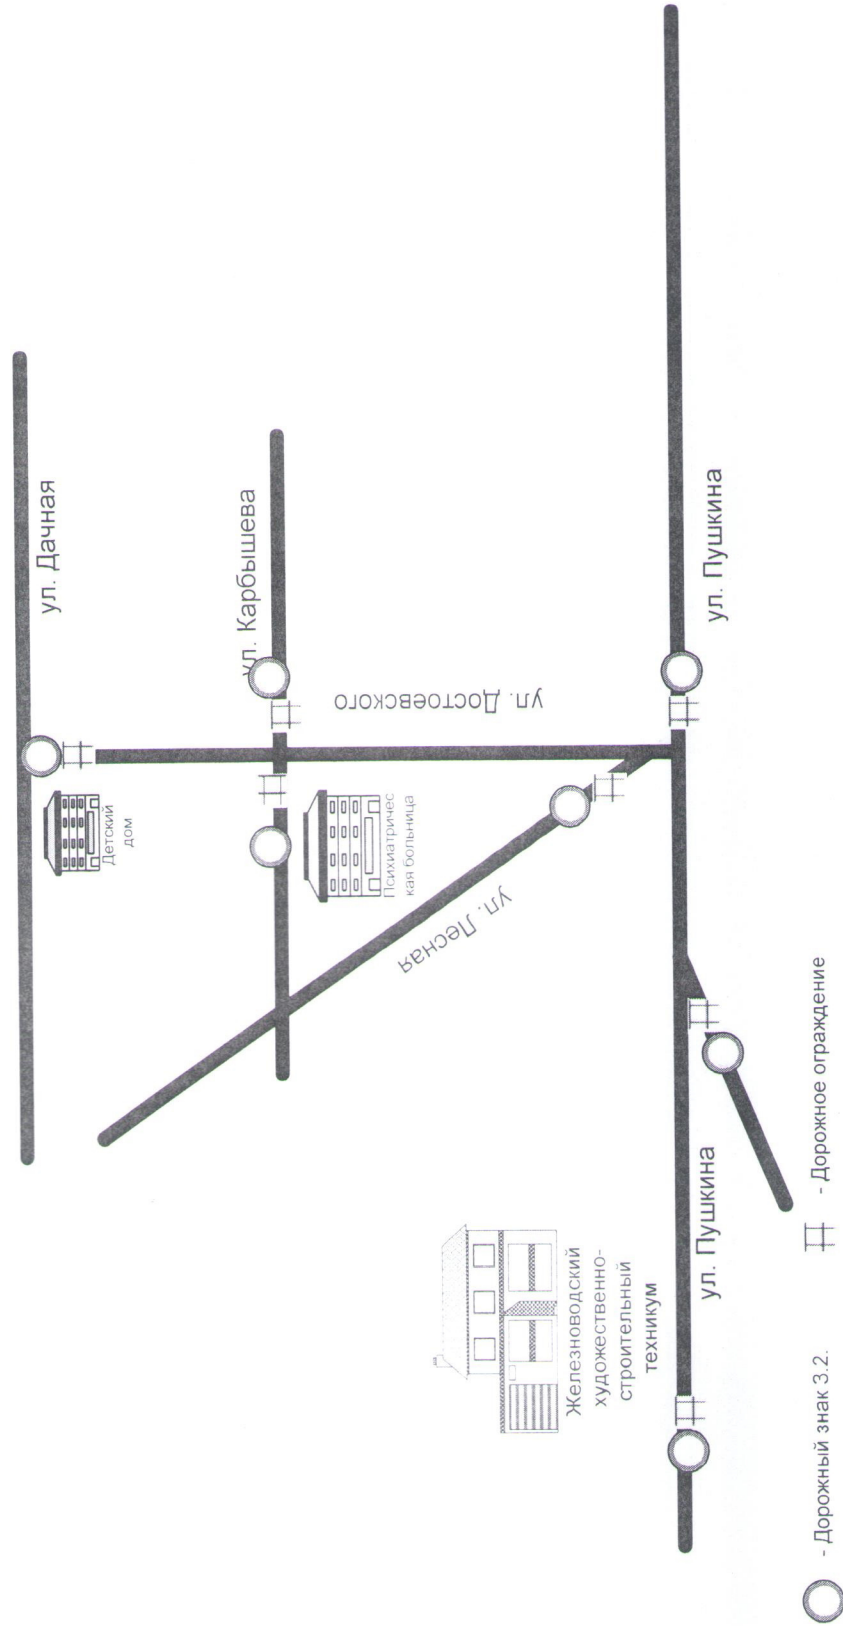 ул. Дачная
Детский
дом
ул. Карбышева
Психиатричес
кая больница
ул. Достоевского
ул. Лесная
ул. Пушкина
Железноводский
художественно-
строительный
техникум
ул. Пушкина
- Дорожный знак 3.2.
- Дорожное ограждение